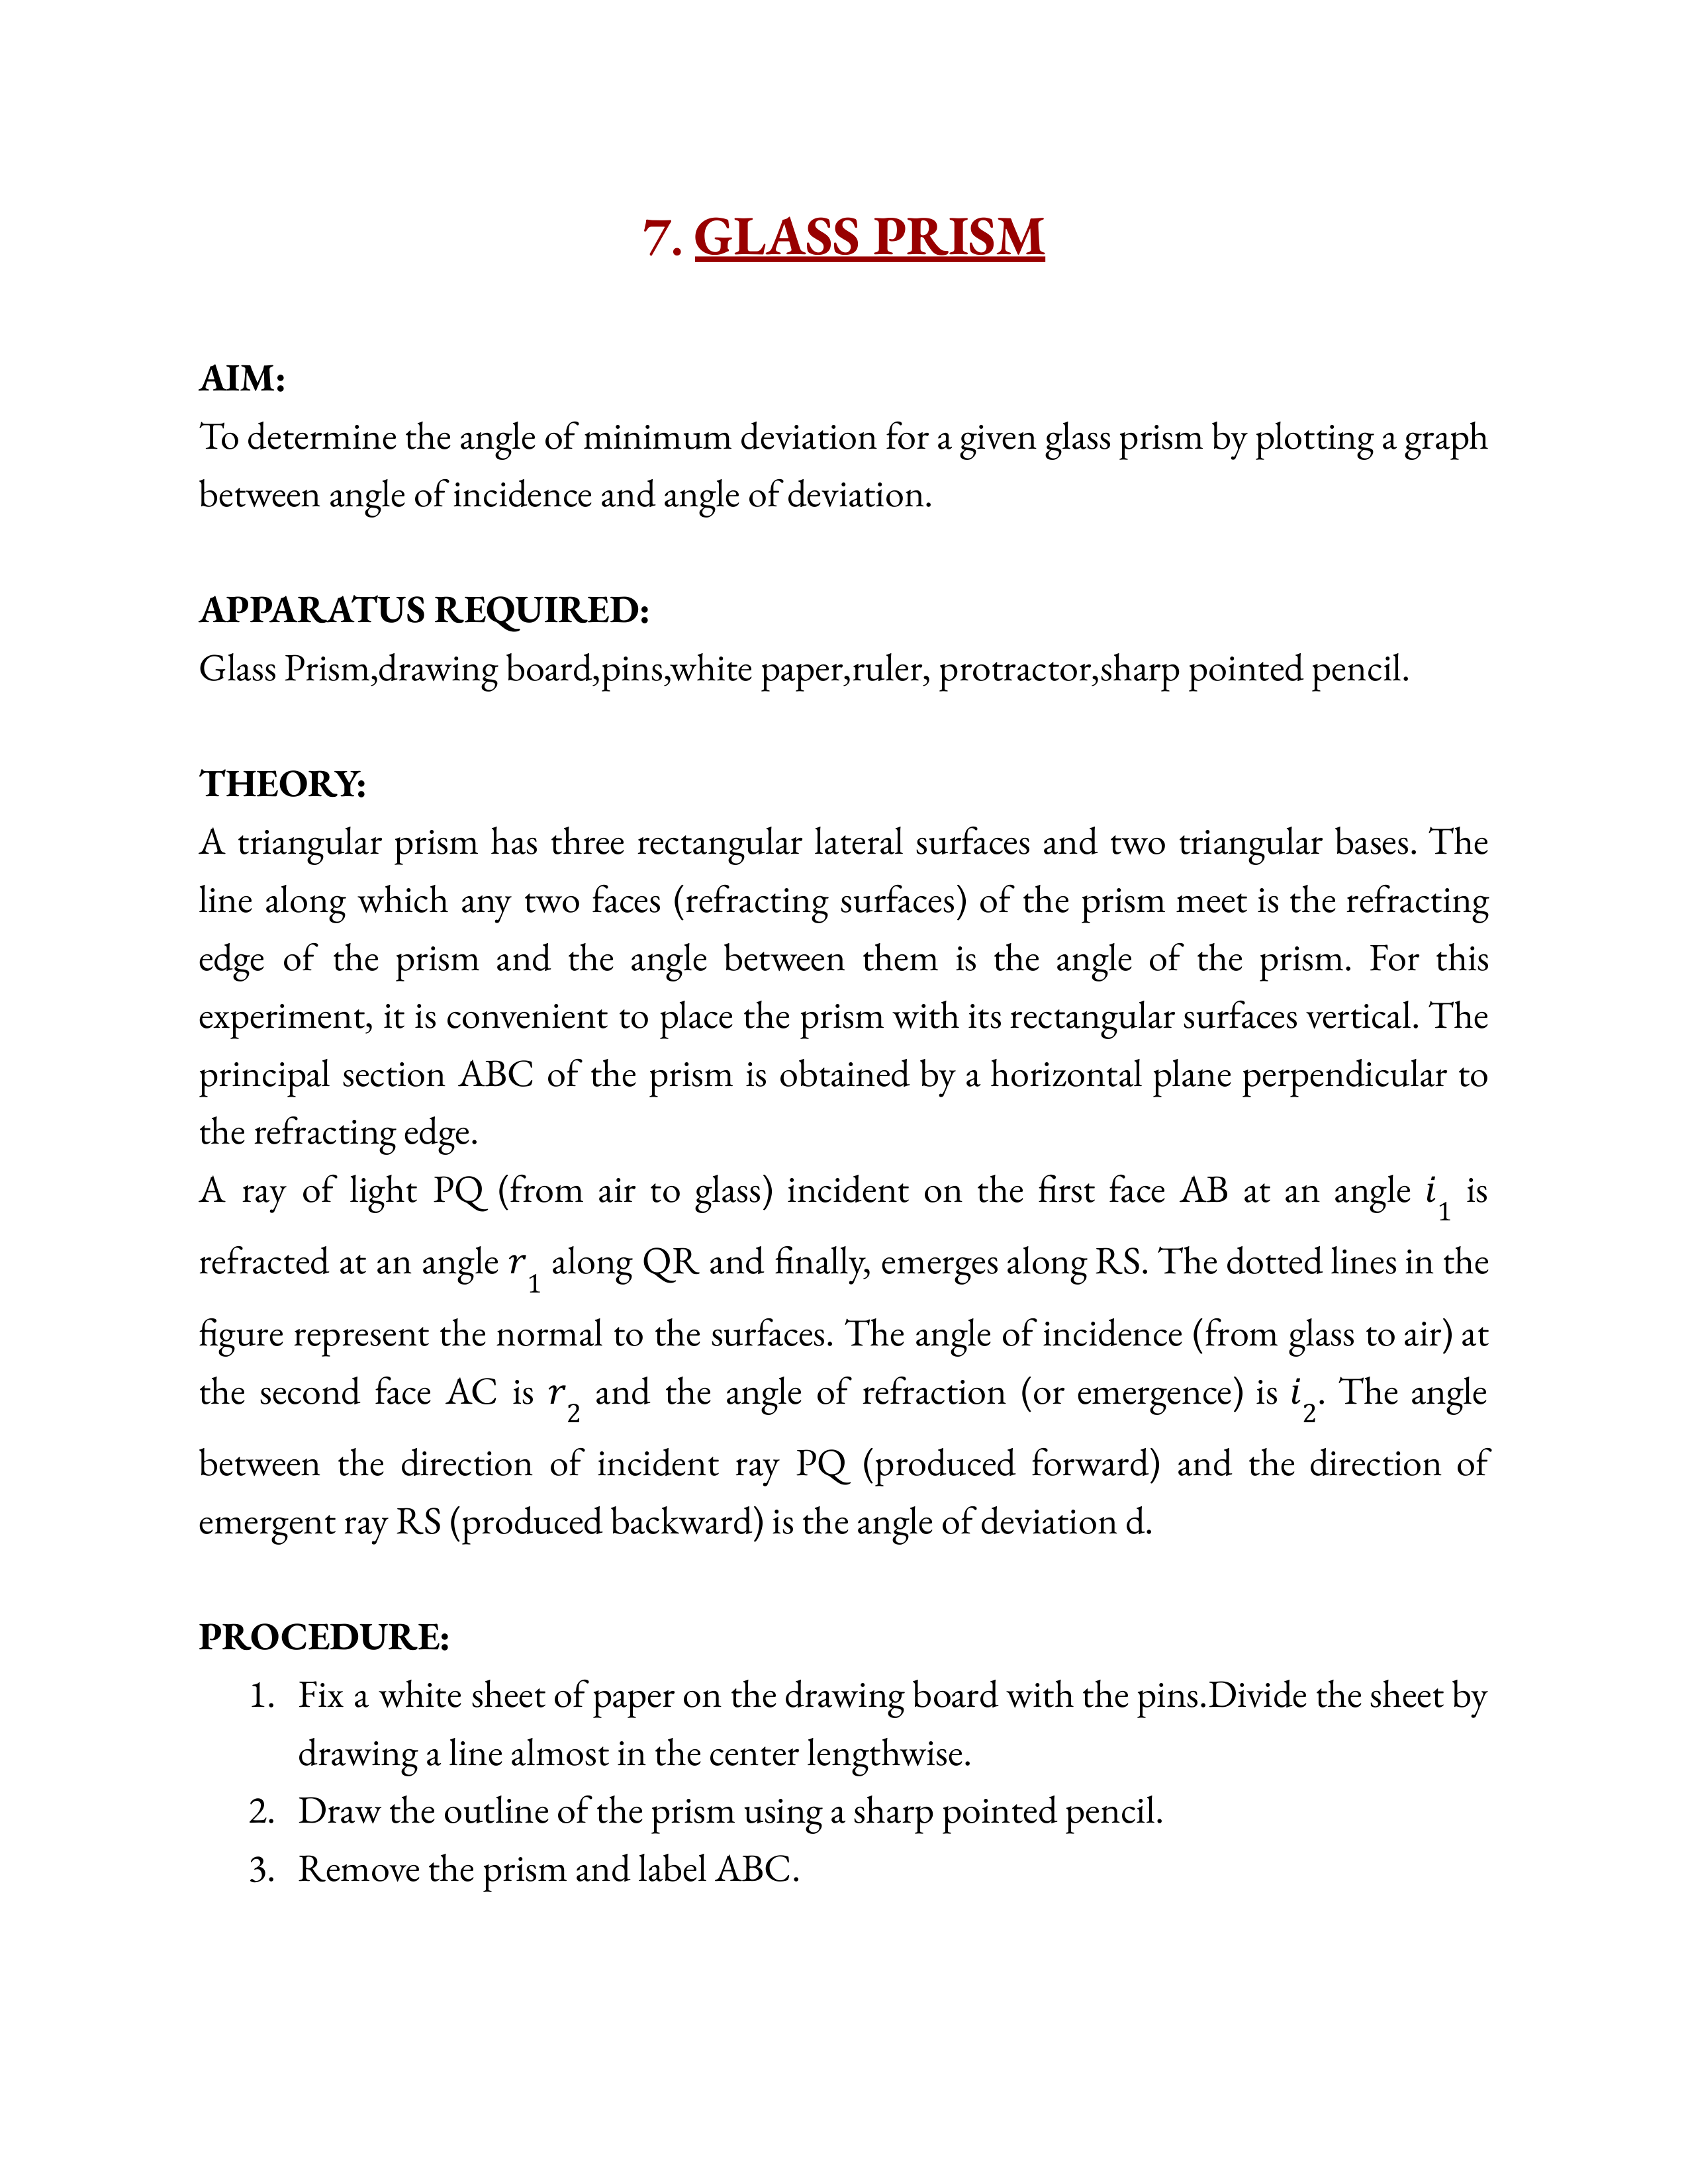 7. GLASS PRISM
AIM:
To determine the angle of minimum deviation for a given glass prism by plotting a graph
between angle of incidence and angle of deviation.
APPARATUS REQUIRED:
Glass Prism,drawing board,pins,white paper,ruler, protractor,sharp pointed pencil.
THEORY:
A triangular prism has three rectangular lateral surfaces and two triangular bases. The
line along which any two faces (refracting surfaces) of the prism meet is the refracting
edge of the prism and the angle between them is the angle of the prism. For this
experiment, it is convenient to place the prism with its rectangular surfaces vertical. The
principal section ABC of the prism is obtained by a horizontal plane perpendicular to
the refracting edge.
A ray of light PQ (from air to glass) incident on the first face AB at an angle i₁ is
refracted at an angle r₁ along QR and finally, emerges along RS. The dotted lines in the
figure represent the normal to the surfaces. The angle of incidence (from glass to air) at
the second face AC is r₂ and the angle of refraction (or emergence) is i₂. The angle
between the direction of incident ray PQ (produced forward) and the direction of
emergent ray RS (produced backward) is the angle of deviation d.
PROCEDURE:
1. Fix a white sheet of paper on the drawing board with the pins.Divide the sheet by
drawing a line almost in the center lengthwise.
2. Draw the outline of the prism using a sharp pointed pencil.
3. Remove the prism and label ABC.